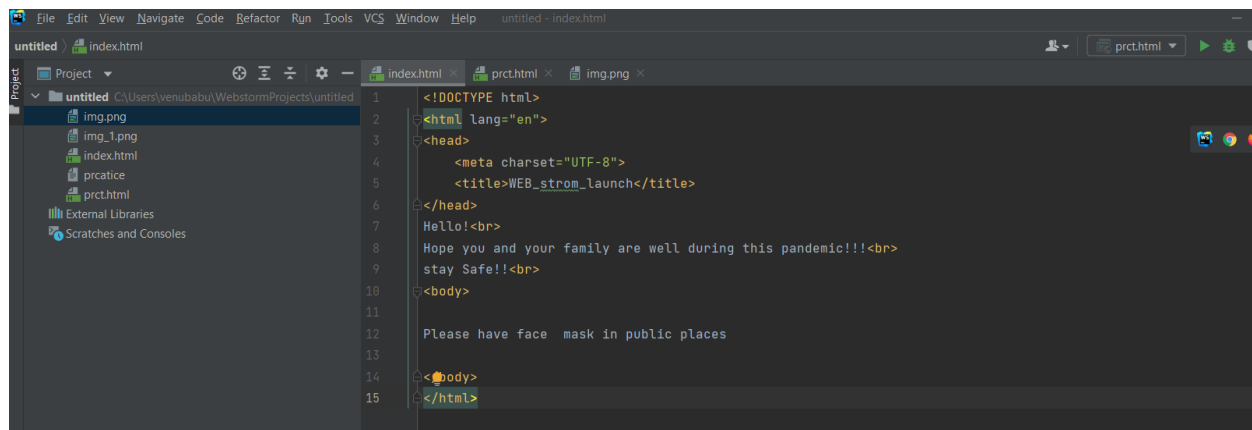 WS File Edit View Navigate Code Refactor Run Tools VCS Window Help untitled - index.html
untitled index.html prct.html
Project Project index.html prct.html img.png
untitled C:\Users\venubabu\WebstormProjects\untitled
img.png
img_1.png
index.html
prcatice
prct.html
External Libraries
Scratches and Consoles
1 <!DOCTYPE html>
2 <html lang="en">
3 <head>
4 <meta charset="UTF-8">
5 <title>WEB_strom_launch</title>
6 </head>
7 Hello!<br>
8 Hope you and your family are well during this pandemic!!!<br>
9 stay Safe!!<br>
10 <body>
11
12 Please have face  mask in public places
13
14 < body>
15 </html>